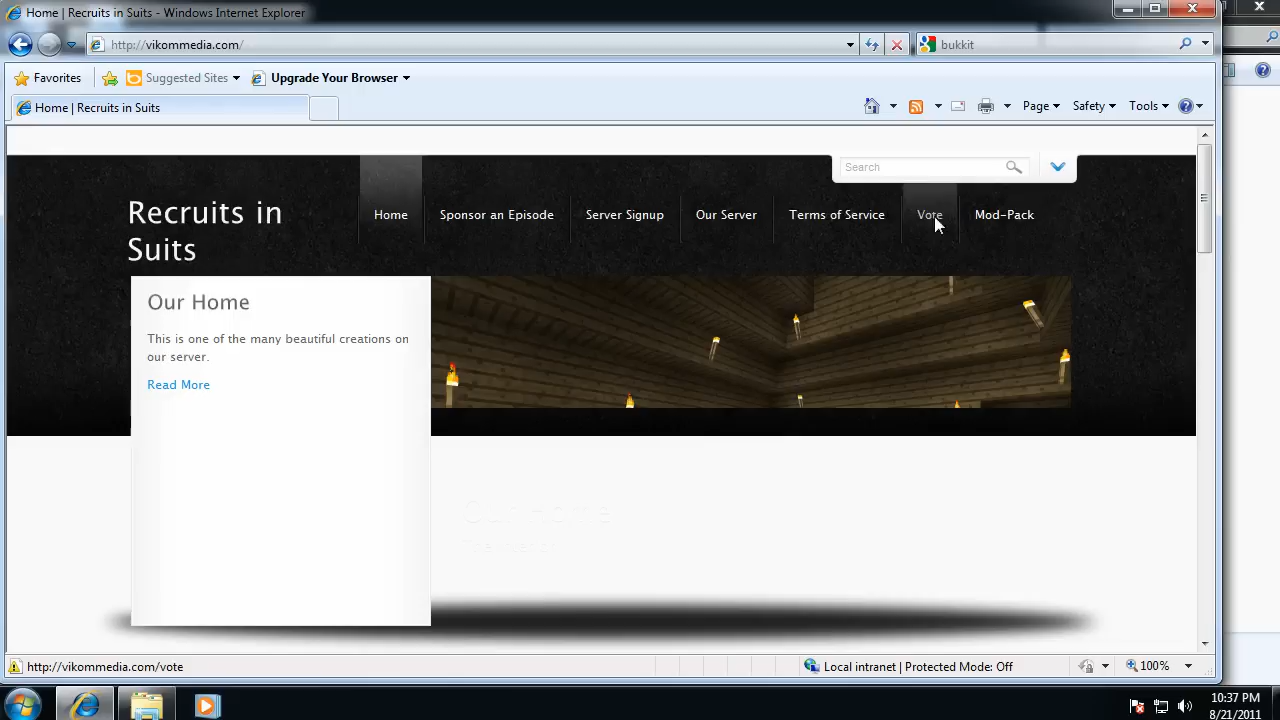 Home | Recruits in Suits - Windows Internet Explorer
http://vikommedia.com/
bukkit
Favorites
Suggested Sites
Upgrade Your Browser
Home | Recruits in Suits
Page
Safety
Tools
Search
Recruits in
Suits
Home
Sponsor an Episode
Server Signup
Our Server
Terms of Service
Vote
Mod-Pack
Our Home
This is one of the many beautiful creations on
our server.
Read More
Our Home
http://vikommedia.com/vote
Local intranet | Protected Mode: Off
100%
10:37 PM
8/21/2011